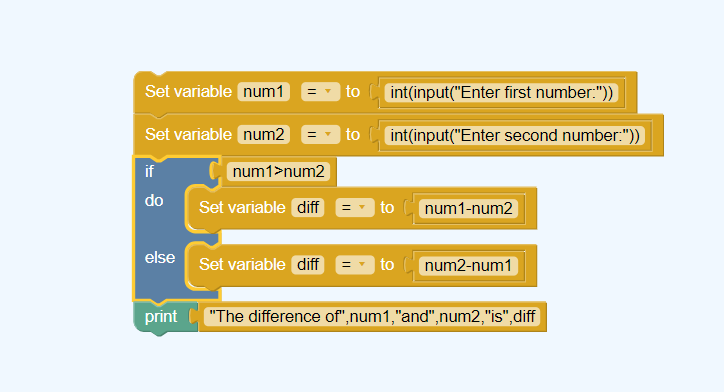 Set variable num1 = to int(input("Enter first number:"))
Set variable num2 = to int(input("Enter second number:"))
if num1>num2
do Set variable diff = to num1-num2
else Set variable diff = to num2-num1
print "The difference of",num1,"and",num2,"is",diff